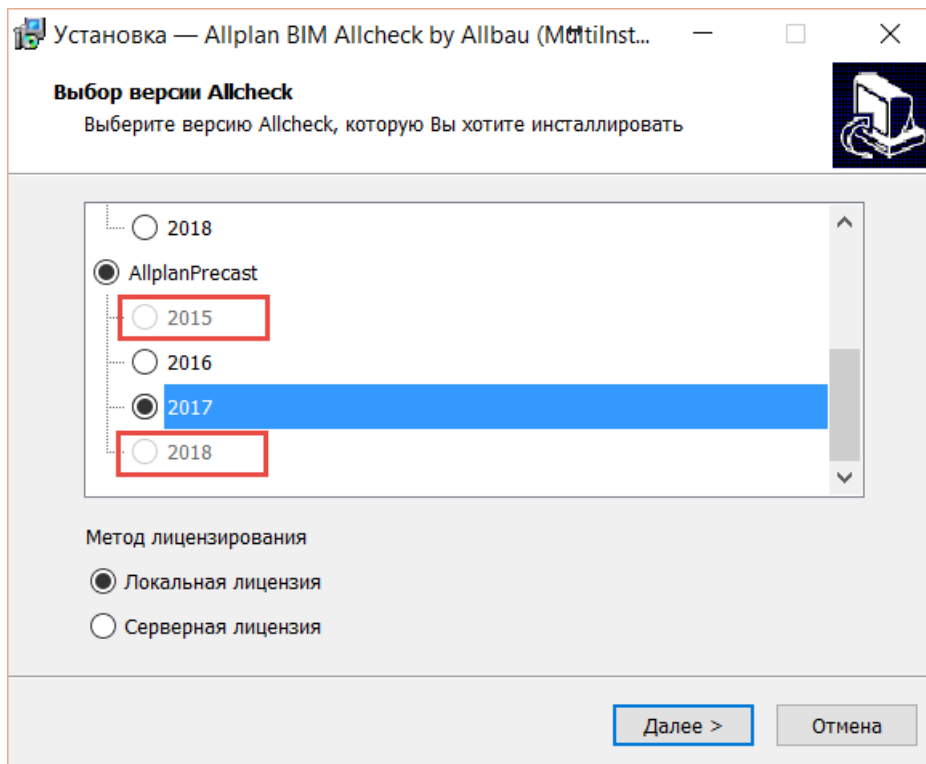 Установка — Allplan BIM Allcheck by Allbau (MultiInst...
Выбор версии Allcheck
Выберите версию Allcheck, которую Вы хотите инсталлировать
2018
AllplanPrecast
2015
2016
2017
2018
Метод лицензирования
Локальная лицензия
Серверная лицензия
Далее >
Отмена